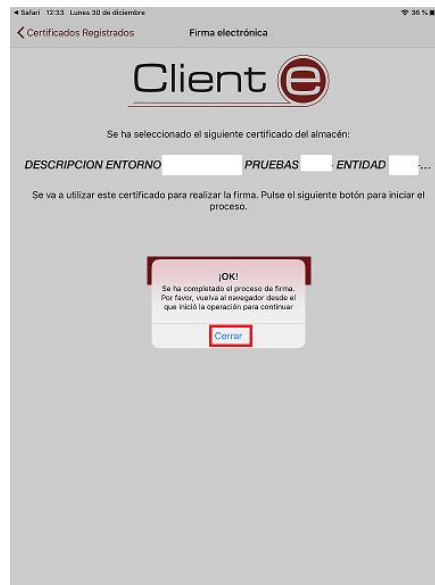 Safari 12:33 Lunes 30 de diciembre 36 %
Certificados Registrados Firma electrónica
Client e
Se ha seleccionado el siguiente certificado del almacén:
DESCRIPCION ENTORNO PRUEBAS - ENTIDAD -...
Se va a utilizar este certificado para realizar la firma. Pulse el siguiente botón para iniciar el
proceso.
¡OK!
Se ha completado el proceso de firma.
Por favor, vuelva al navegador desde el
que inició la operación para continuar
Cerrar